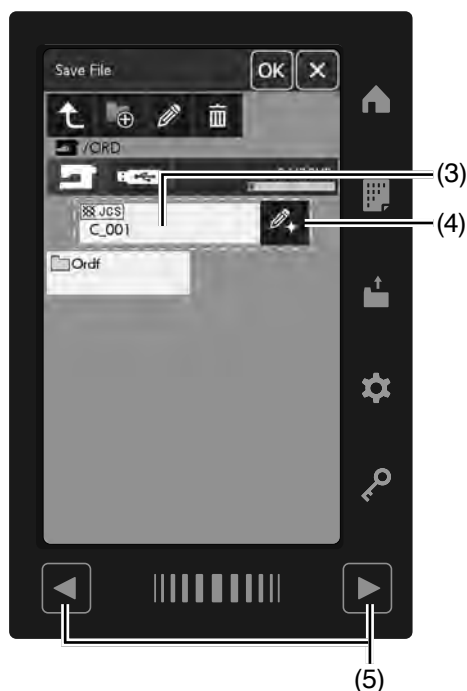 Save File OK ×
/ORD
(3)
JCS
(4)
C_001
Ordf
(5)